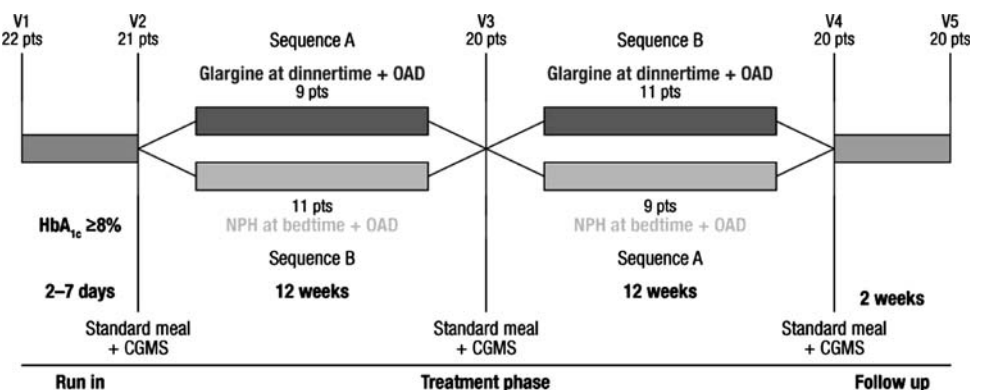 V1
22 pts
V2
21 pts
Sequence A
V3
20 pts
Sequence B
V4
20 pts
V5
20 pts
Glargine at dinnertime + OAD
9 pts
Glargine at dinnertime + OAD
11 pts
HbA1c ≥8%
11 pts
NPH at bedtime + OAD
9 pts
NPH at bedtime + OAD
Sequence B
Sequence A
2–7 days
12 weeks
12 weeks
2 weeks
Standard meal
+ CGMS
Standard meal
+ CGMS
Standard meal
+ CGMS
Run in
Treatment phase
Follow up